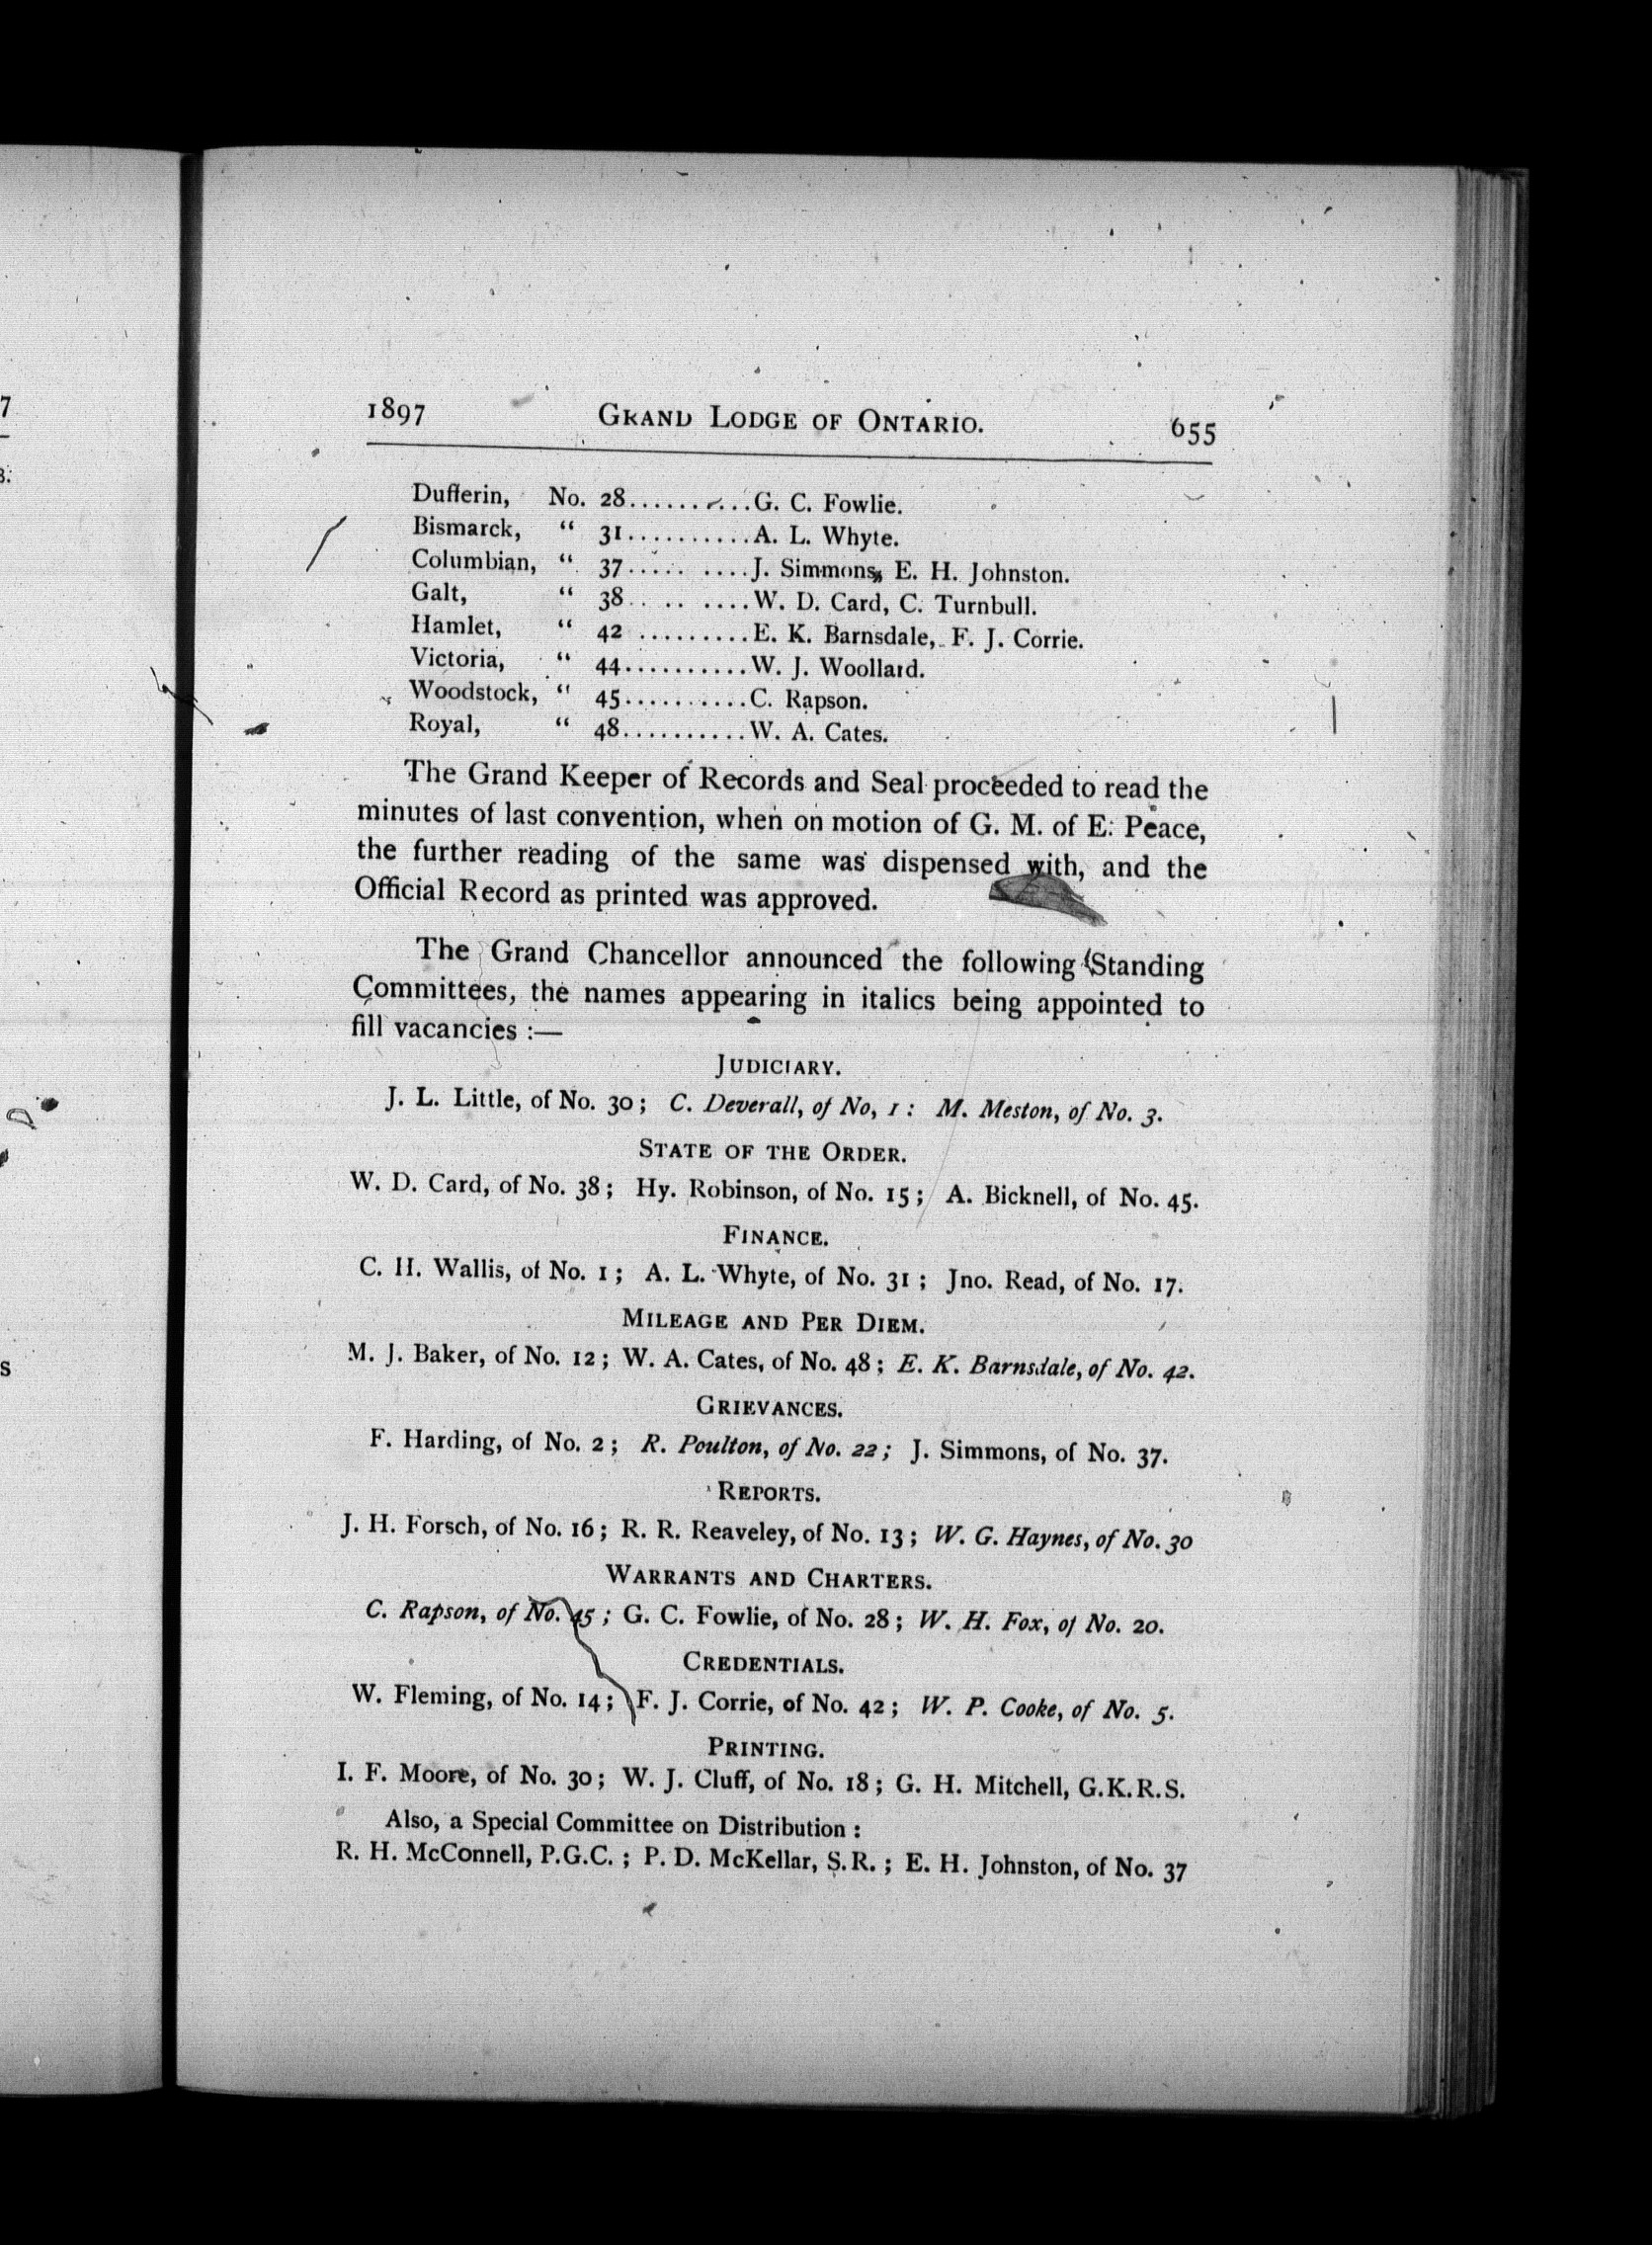 7
1897 GRAND LODGE OF ONTARIO. 655
Dufferin, No. 28..........G. C. Fowlie.
Bismarck, “ 31..........A. L. Whyte.
Columbian, “ 37..... ....J. Simmons, E. H. Johnston.
Galt, “ 38.. .. ....W. D. Card, C. Turnbull.
Hamlet, “ 42 .........E. K. Barnsdale, F. J. Corrie.
Victoria, “ 44..........W. J. Woollard.
Woodstock, “ 45..........C. Rapson.
Royal, “ 48..........W. A. Cates.
The Grand Keeper of Records and Seal proceeded to read the
minutes of last convention, when on motion of G. M. of E. Peace,
the further reading of the same was dispensed with, and the
Official Record as printed was approved.
The Grand Chancellor announced the following Standing
Committees, the names appearing in italics being appointed to
fill vacancies :—
JUDICIARY.
J. L. Little, of No. 30; C. Deverall, of No, 1: M. Meston, of No. 3.
STATE OF THE ORDER.
W. D. Card, of No. 38; Hy. Robinson, of No. 15; A. Bicknell, of No. 45.
FINANCE.
C. H. Wallis, of No. 1; A. L. Whyte, of No. 31; Jno. Read, of No. 17.
MILEAGE AND PER DIEM.
M. J. Baker, of No. 12; W. A. Cates, of No. 48; E. K. Barnsdale, of No. 42.
GRIEVANCES.
F. Harding, of No. 2; R. Poulton, of No. 22; J. Simmons, of No. 37.
REPORTS.
J. H. Forsch, of No. 16; R. R. Reaveley, of No. 13; W. G. Haynes, of No. 30
WARRANTS AND CHARTERS.
C. Rapson, of No. 45; G. C. Fowlie, of No. 28; W. H. Fox, of No. 20.
CREDENTIALS.
W. Fleming, of No. 14; F. J. Corrie, of No. 42; W. P. Cooke, of No. 5.
PRINTING.
I. F. Moore, of No. 30; W. J. Cluff, of No. 18; G. H. Mitchell, G.K.R.S.
Also, a Special Committee on Distribution :
R. H. McConnell, P.G.C. ; P. D. McKellar, S.R. ; E. H. Johnston, of No. 37